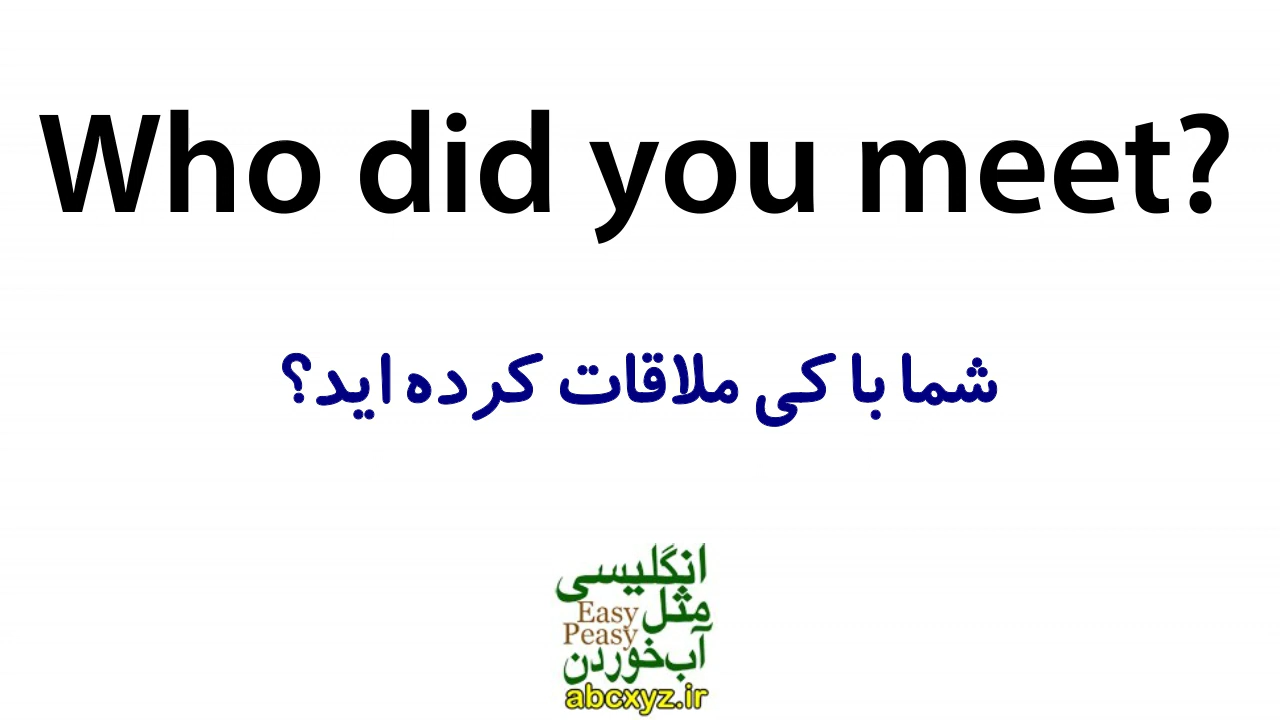 Who did you meet?
شما با کی ملاقات کرده اید؟
انگلیسی
مثل
Easy
Peasy
آب‌خوردن
abcxyz.ir